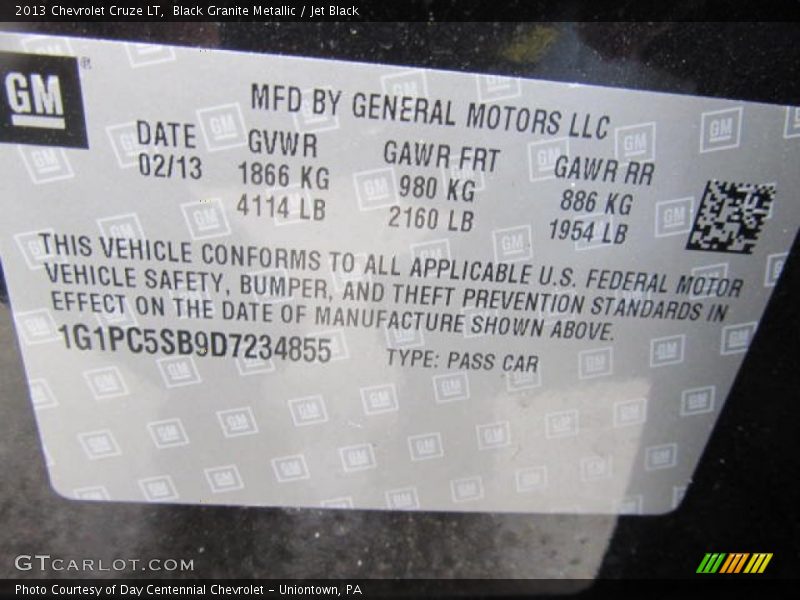 2013 Chevrolet Cruze LT,  Black Granite Metallic / Jet Black
GM®
MFD BY GENERAL MOTORS LLC
DATE GVWR GAWR FRT GAWR RR
02/13 1866 KG 980 KG 886 KG
4114 LB 2160 LB 1954 LB
THIS VEHICLE CONFORMS TO ALL APPLICABLE U.S. FEDERAL MOTOR
VEHICLE SAFETY, BUMPER, AND THEFT PREVENTION STANDARDS IN
EFFECT ON THE DATE OF MANUFACTURE SHOWN ABOVE.
1G1PC5SB9D7234855 TYPE: PASS CAR
GTCARLOT.COM
Photo Courtesy of Day Centennial Chevrolet - Uniontown, PA